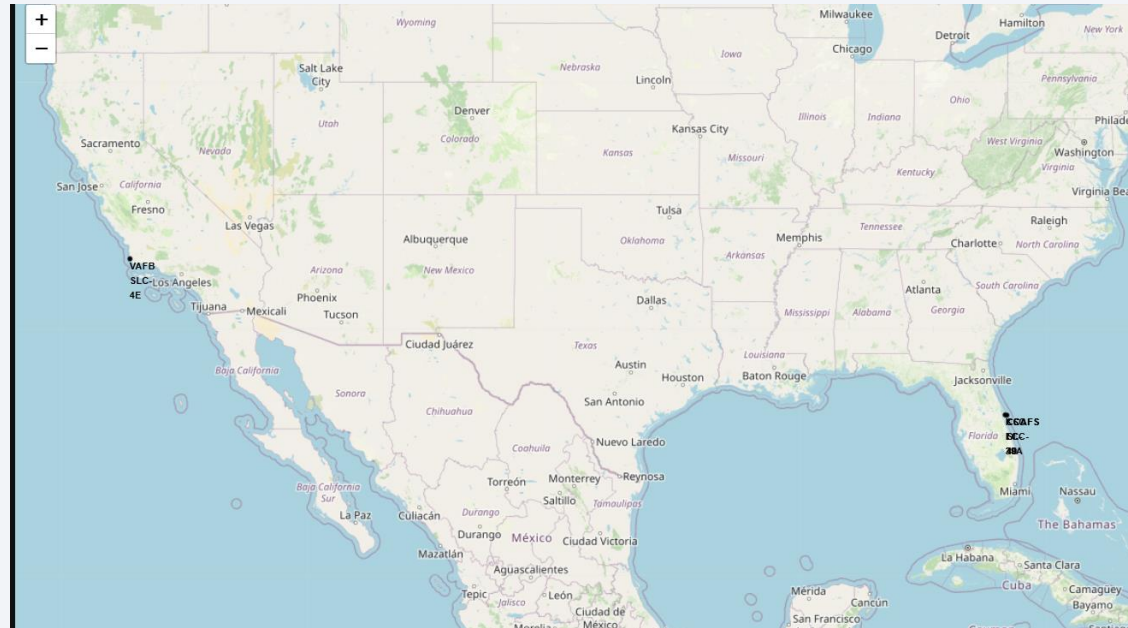 +
−
Wyoming
Milwaukee
Hamilton
New York
Detroit
Chicago
Iowa
Salt Lake
City
Nebraska
Lincoln
Pennsylvania
Ohio
Denver
Utah
Illinois
Indiana
Philade
Sacramento
Nevada
Colorado
Kansas City
Kansas
Missouri
West Virginia
Washington
Virginia
Kentucky
San Jose
California
Fresno
Virginia Bea
Las Vegas
Tulsa
Raleigh
Albuquerque
Oklahoma
Memphis
Tennessee
Charlotte
North Carolina
Arkansas
VAFB
SLC-
4E
Los Angeles
Arizona
New Mexico
Phoenix
Atlanta
South Carolina
Tijuana
Mexicali
Tucson
Dallas
Mississippi
Alabama
Georgia
Ciudad Juárez
Texas
Louisiana
Baja California
Austin
Houston
Baton Rouge
Jacksonville
Sonora
San Antonio
Chihuahua
Florida
Nuevo Laredo
Coahuila
Baja California
Sur
Torreón
Monterrey
Reynosa
Saltillo
Tamaulipas
Miami
Nassau
La Paz
Culiacán
Durango
Durango
México
Ciudad Victoria
The Bahamas
Mazatlán
La Habana
Santa Clara
Aguascalientes
Cuba
Camagüey
Tepic
León
Mérida
Cancún
Bayamo
Jalisco
Ciudad de
México
San Francisco